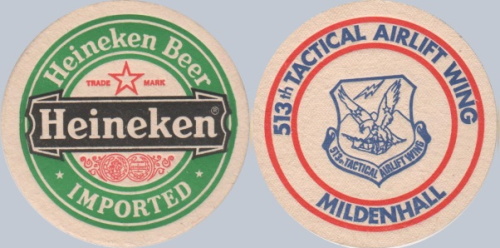 Heineken Beer
TRADE MARK
Heineken®
IMPORTED
513th TACTICAL AIRLIFT WING
513th TACTICAL AIRLIFT WING
MILDENHALL